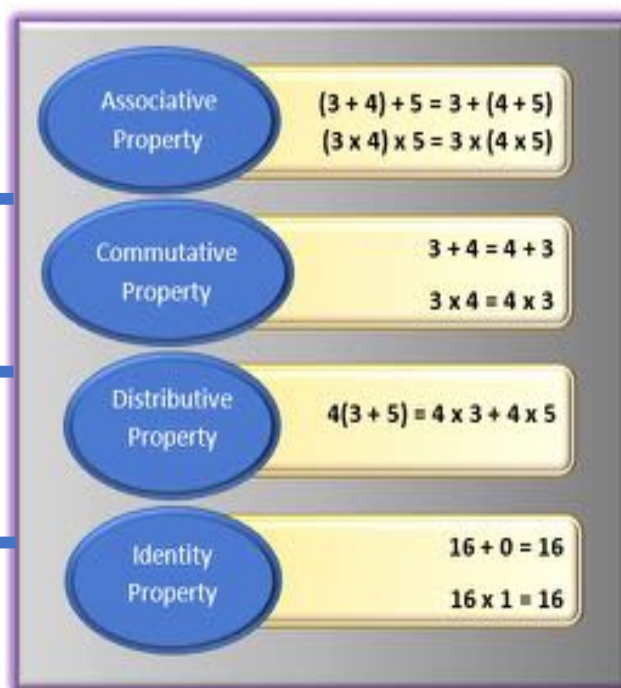 Associative
Property
(3 + 4) + 5 = 3 + (4 + 5)
(3 x 4) x 5 = 3 x (4 x 5)
Commutative
Property
3 + 4 = 4 + 3
3 x 4 = 4 x 3
Distributive
Property
4(3 + 5) = 4 x 3 + 4 x 5
Identity
Property
16 + 0 = 16
16 x 1 = 16